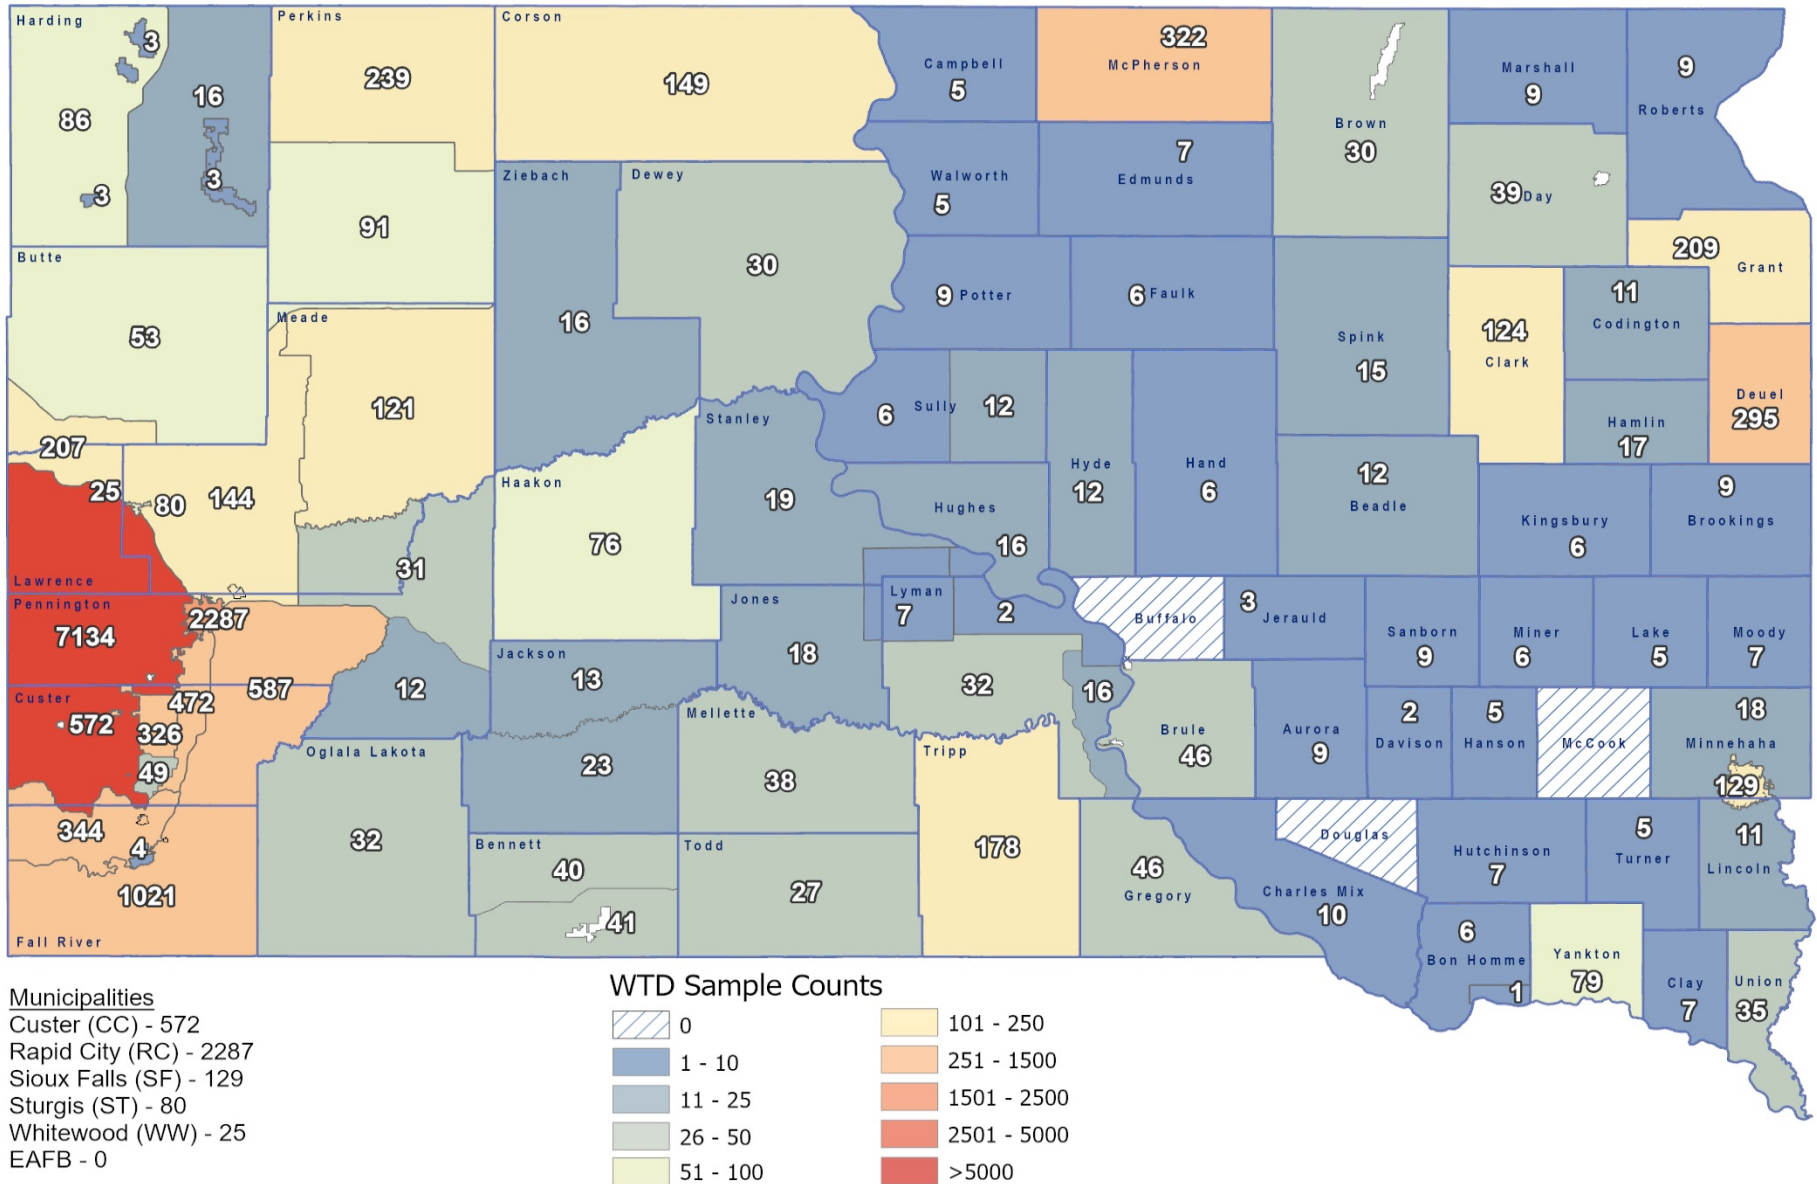 Harding
Perkins
Corson
3
16
239
149
Campbell
5
322
McPherson
Marshall
9
9
Roberts
86
Brown
30
7
Edmunds
Walworth
5
Ziebach
Dewey
3
3
39 Day
91
30
209
Grant
Butte
9 Potter
6 Faulk
11
Codington
53
Meade
16
Spink
15
124
Clark
121
6 Sully
12
Deuel
295
Stanley
Hamlin
17
207
25
80
144
Haakon
19
Hyde
12
Hand
6
12
Beadle
9
Brookings
Hughes
16
Kingsbury
6
76
31
Lawrence
Pennington
7134
2287
Jones
18
Lyman
7
2
Buffalo
3
Jerauld
Sanborn
9
Miner
6
Lake
5
Moody
7
Jackson
13
12
587
472
Custer
572
326
49
32
16
Mellette
Brule
46
Aurora
9
2
Davison
5
Hanson
McCook
18
Minnehaha
129
Oglala Lakota
23
38
Tripp
344
4
1021
Fall River
32
Bennett
40
41
Todd
27
178
46
Gregory
Douglas
Charles Mix
10
Hutchinson
7
5
Turner
11
Lincoln
6
Bon Homme
1
Yankton
79
Clay
7
Union
35
Municipalities
Custer (CC) - 572
Rapid City (RC) - 2287
Sioux Falls (SF) - 129
Sturgis (ST) - 80
Whitewood (WW) - 25
EAFB - 0
WTD Sample Counts
0
1 - 10
11 - 25
26 - 50
51 - 100
101 - 250
251 - 1500
1501 - 2500
2501 - 5000
>5000